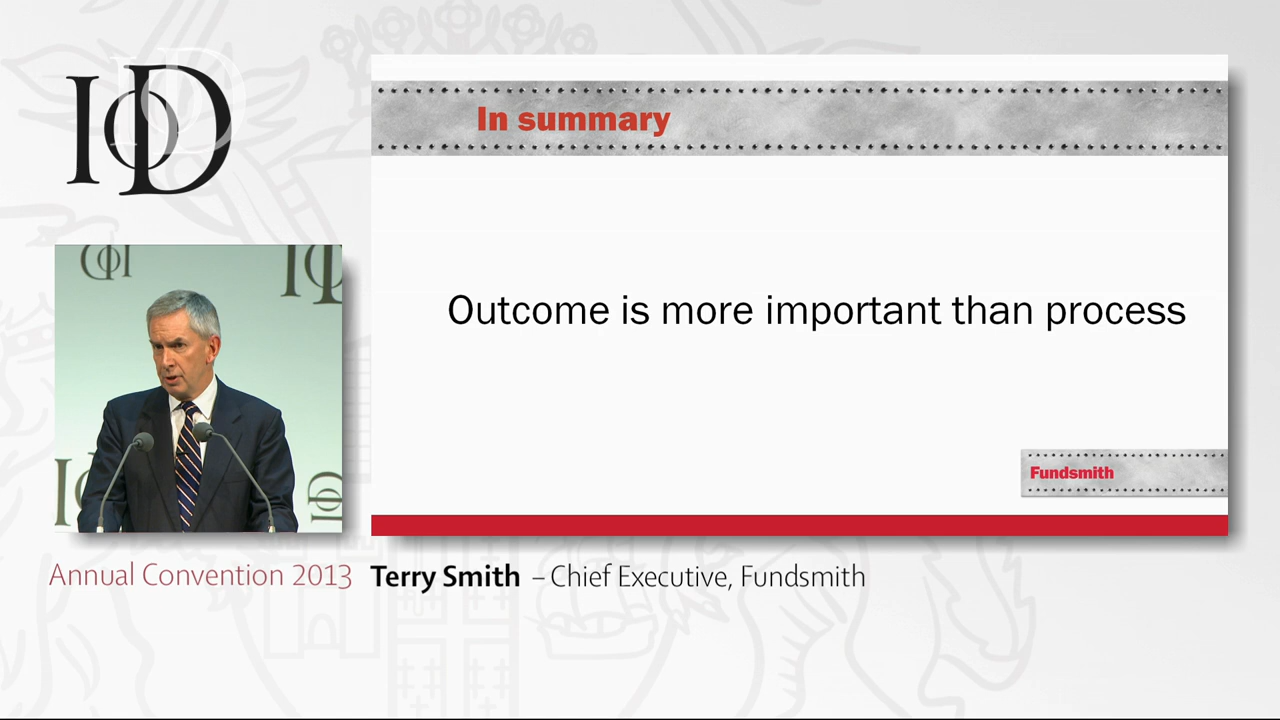 IOD
In summary
Outcome is more important than process
Fundsmith
Annual Convention 2013
Terry Smith – Chief Executive, Fundsmith